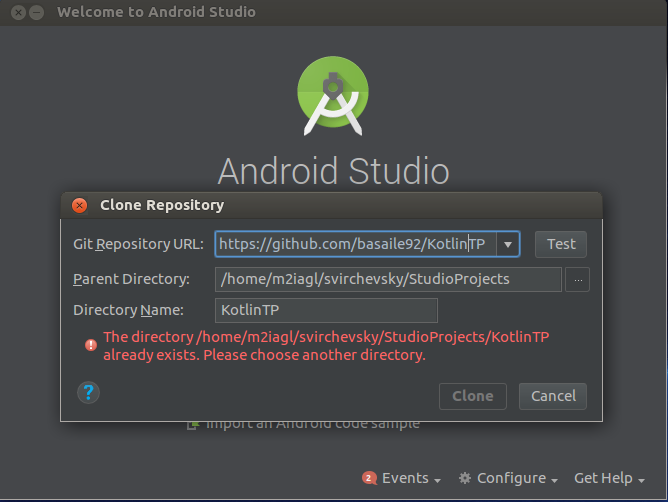 Welcome to Android Studio
Android Studio
Clone Repository
Git Repository URL: https://github.com/basaile92/KotlinTP Test
Parent Directory: /home/m2iagl/svirchevsky/StudioProjects ...
Directory Name: KotlinTP
The directory /home/m2iagl/svirchevsky/StudioProjects/KotlinTP
already exists. Please choose another directory.
? Clone Cancel
Import an Android code sample
2 Events Configure Get Help